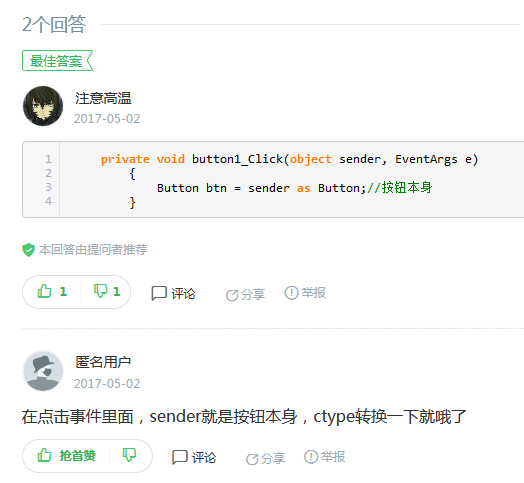 2个回答
最佳答案
注意高温
2017-05-02
1 private void button1_Click(object sender, EventArgs e)
2 {
3 Button btn = sender as Button;//按钮本身
4 }
本回答由提问者推荐
1 1 评论 分享 举报
匿名用户
2017-05-02
在点击事件里面，sender就是按钮本身，ctype转换一下就哦了
抢首赞 评论 分享 举报